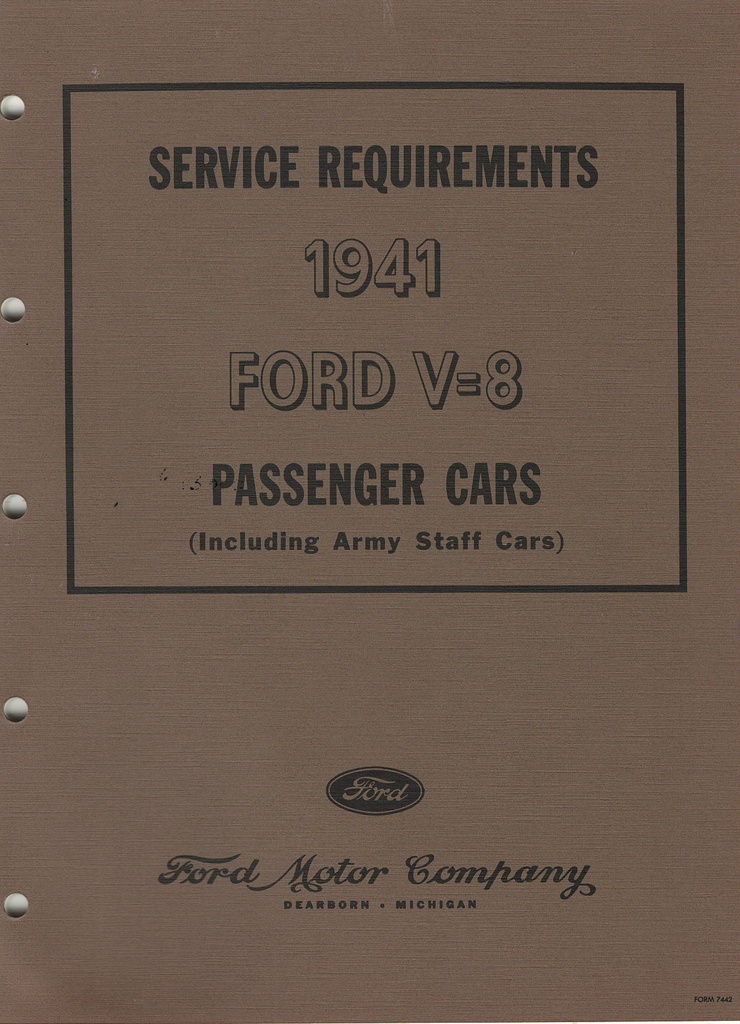 SERVICE REQUIREMENTS
1941
FORD V=8
PASSENGER CARS
(Including Army Staff Cars)
Ford
Ford Motor Company
DEARBORN • MICHIGAN
FORM 7442